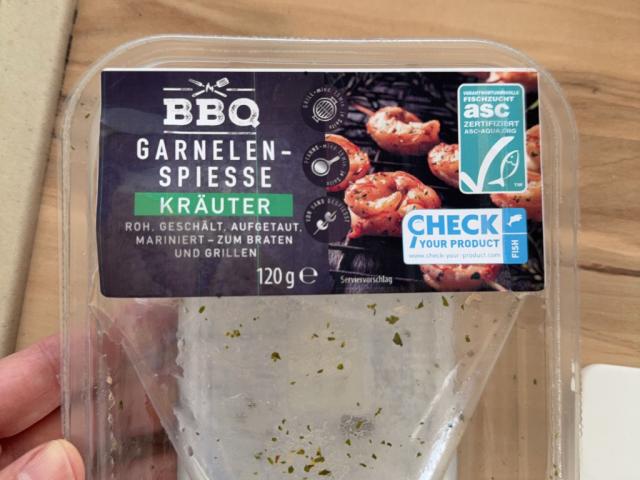 BBQ
GARNELEN-
SPIESSE
KRÄUTER
ROH, GESCHÄLT, AUFGETAUT,
MARINIERT – ZUM BRATEN
UND GRILLEN
120 g ℮
Serviervorschlag
VERANTWORTUNGSVOLLE
FISCHZUCHT
asc
ZERTIFIZIERT
ASC-AQUA.ORG
TM
CHECK
YOUR PRODUCT
www.check-your-product.com
FISH